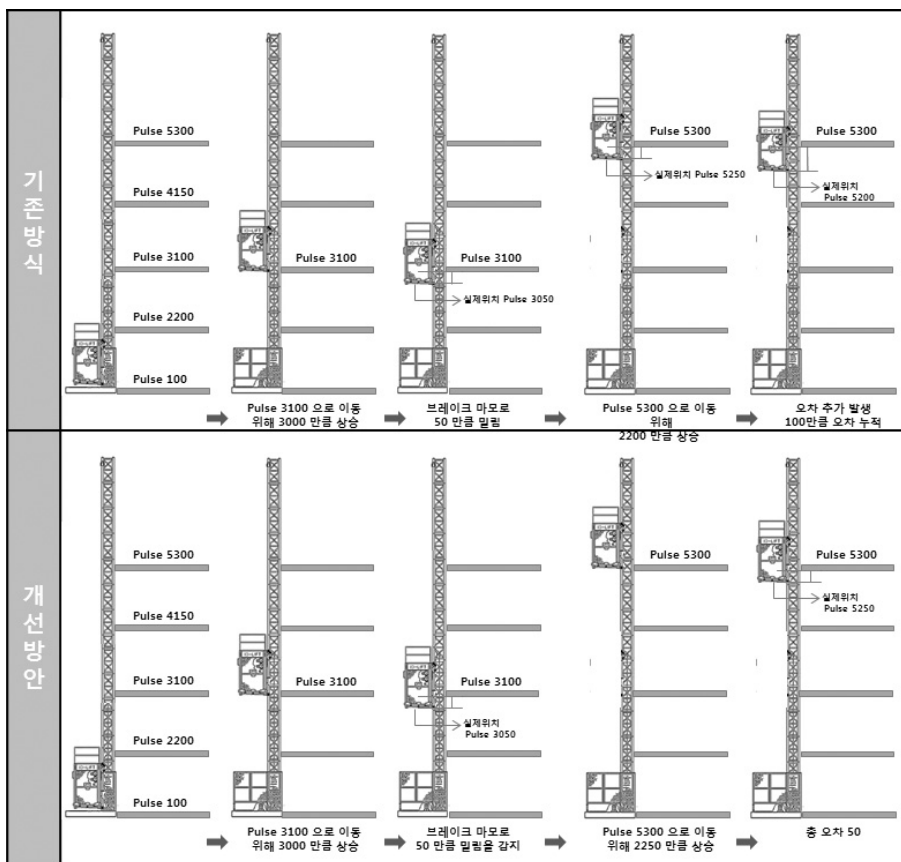 기존방식
Pulse 5300
Pulse 4150
Pulse 3100
Pulse 2200
Pulse 100
Pulse 3100
Pulse 3100 으로 이동
위해 3000 만큼 상승
Pulse 3100
실제위치 Pulse 3050
브레이크 마모로
50 만큼 밀림
Pulse 5300
실제위치 Pulse 5250
Pulse 5300 으로 이동
위해
2200 만큼 상승
Pulse 5300
실제위치
Pulse 5200
오차 추가 발생
100만큼 오차 누적
개선방안
Pulse 5300
Pulse 4150
Pulse 3100
Pulse 2200
Pulse 100
Pulse 3100
Pulse 3100 으로 이동
위해 3000 만큼 상승
Pulse 3100
실제위치
Pulse 3050
브레이크 마모로
50 만큼 밀림을 감지
Pulse 5300
Pulse 5300 으로 이동
위해 2250 만큼 상승
Pulse 5300
실제위치
Pulse 5250
총 오차 50